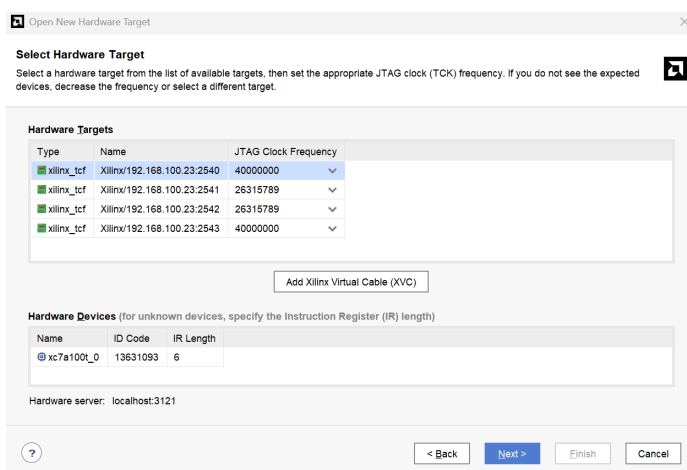 Open New Hardware Target
Select Hardware Target
Select a hardware target from the list of available targets, then set the appropriate JTAG clock (TCK) frequency. If you do not see the expected
devices, decrease the frequency or select a different target.
Hardware Targets
Type Name JTAG Clock Frequency
xilinx_tcf Xilinx/192.168.100.23:2540 40000000
xilinx_tcf Xilinx/192.168.100.23:2541 26315789
xilinx_tcf Xilinx/192.168.100.23:2542 26315789
xilinx_tcf Xilinx/192.168.100.23:2543 40000000
Add Xilinx Virtual Cable (XVC)
Hardware Devices (for unknown devices, specify the Instruction Register (IR) length)
Name ID Code IR Length
xc7a100t_0 13631093 6
Hardware server: localhost:3121
? < Back Next > Finish Cancel